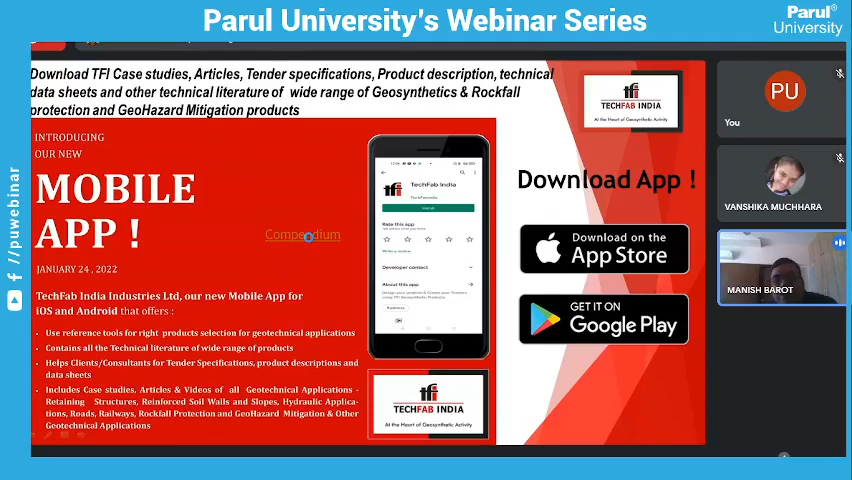 Parul University's Webinar Series
Parul®
University
Download TFI Case studies, Articles, Tender specifications, Product description, technical
data sheets and other technical literature of wide range of Geosynthetics & Rockfall
protection and GeoHazard Mitigation products
TECHFAB INDIA
At the Heart of Geosynthetic Activity
INTRODUCING
OUR NEW
MOBILE
APP !
Compendium
JANUARY 24 , 2022
TechFab India Industries Ltd, our new Mobile App for
iOS and Android that offers :
Use reference tools for right products selection for geotechnical applications
Contains all the Technical literature of wide range of products
Helps Clients/Consultants for Tender Specifications, product descriptions and
data sheets
Includes Case studies, Articles & Videos of all Geotechnical Applications -
Retaining Structures, Reinforced Soil Walls and Slopes, Hydraulic Applica-
tions, Roads, Railways, Rockfall Protection and GeoHazard Mitigation & Other
Geotechnical Applications
TechFab India
Rate this app
Developer contact
About this app
TECHFAB INDIA
At the Heart of Geosynthetic Activity
Download App !
Download on the
App Store
GET IT ON
Google Play
PU
You
VANSHIKA MUCHHARA
MANISH BAROT
/puwebinar